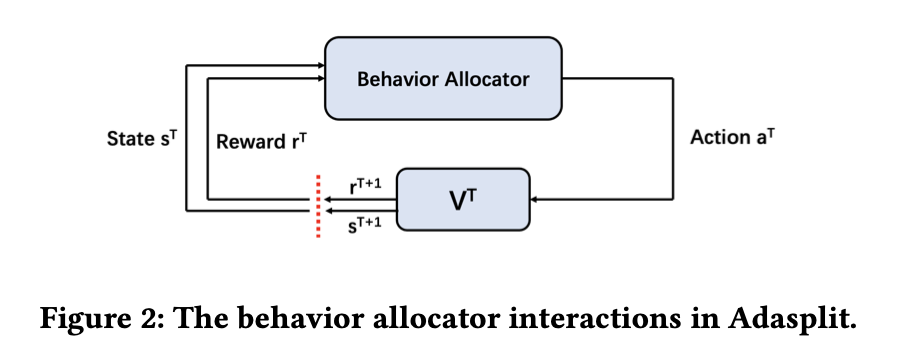 Behavior Allocator
State sᵀ
Reward rᵀ
Action aᵀ
rᵀ⁺¹
Vᵀ
sᵀ⁺¹
Figure 2: The behavior allocator interactions in Adasplit.